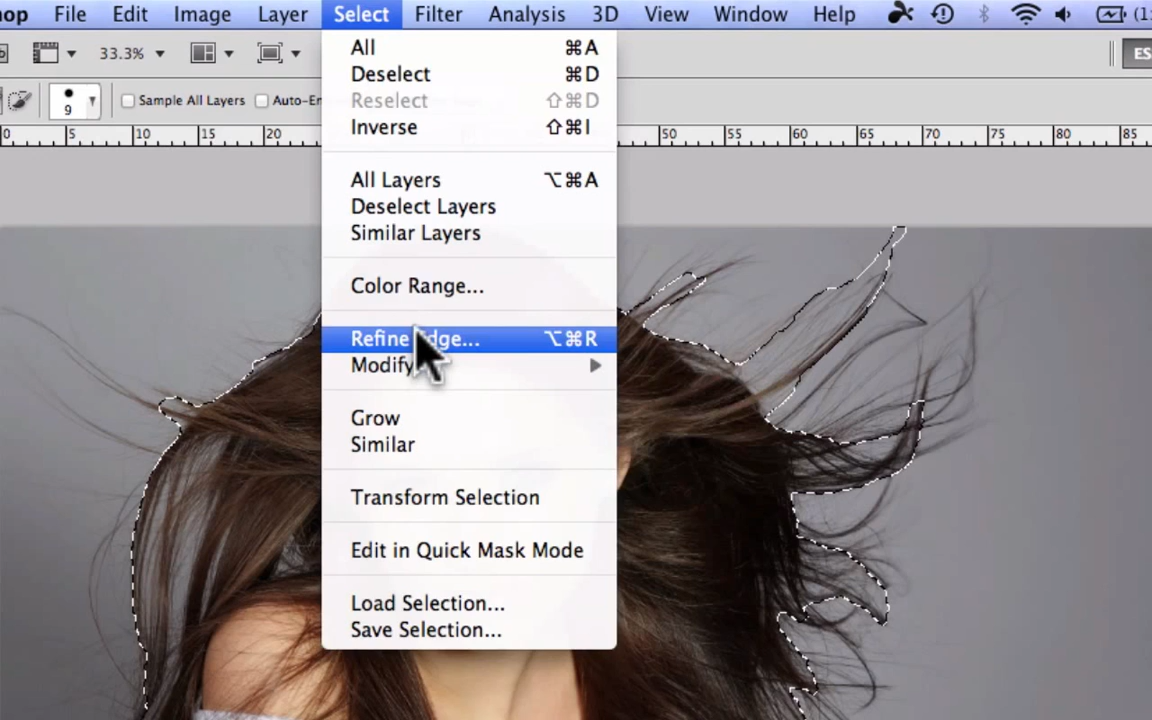 op File Edit Image Layer Select Filter Analysis 3D View Window Help
33.3% ES
9 Sample All Layers
0 5 10 15 20 50 55 60 65 70 75 80 85
All ⌘A
Deselect ⌘D
Reselect ⇧⌘D
Inverse ⇧⌘I
All Layers ⌥⌘A
Deselect Layers
Similar Layers
Color Range...
Refine Edge... ⌥⌘R
Modify
Grow
Similar
Transform Selection
Edit in Quick Mask Mode
Load Selection...
Save Selection...